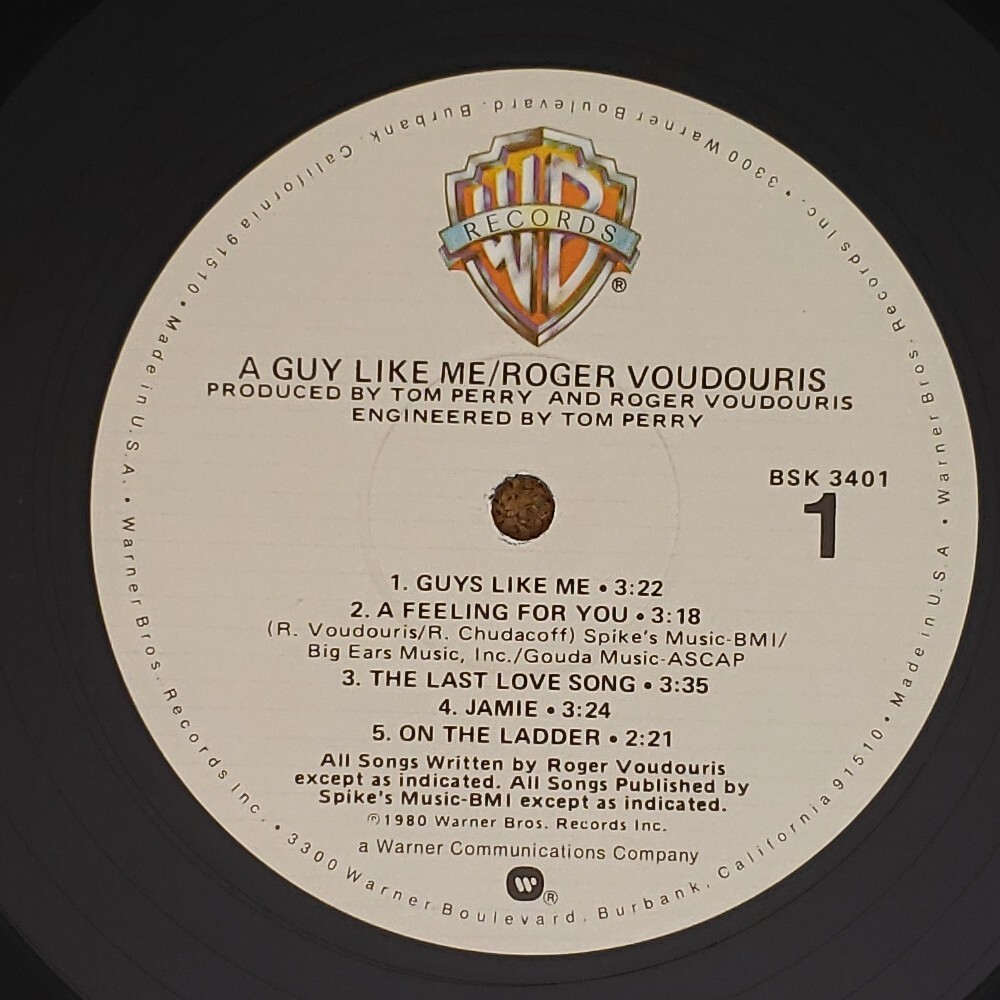 WB
RECORDS
®
A GUY LIKE ME/ROGER VOUDOURIS
PRODUCED BY TOM PERRY AND ROGER VOUDOURIS
ENGINEERED BY TOM PERRY
BSK 3401
1
1. GUYS LIKE ME • 3:22
2. A FEELING FOR YOU • 3:18
(R. Voudouris/R. Chudacoff) Spike's Music-BMI/
Big Ears Music, Inc./Gouda Music-ASCAP
3. THE LAST LOVE SONG • 3:35
4. JAMIE • 3:24
5. ON THE LADDER • 2:21
All Songs Written by Roger Voudouris
except as indicated. All Songs Published by
Spike's Music-BMI except as indicated.
℗1980 Warner Bros. Records Inc.
a Warner Communications Company
W®
Warner Bros. Records Inc. • 3300 Warner Boulevard. Burbank. California 91510 • Made in U.S.A. • Warner Bros. Records Inc. • 3300 Warner Boulevard. Burbank. California 91510 • Made in U.S.A •